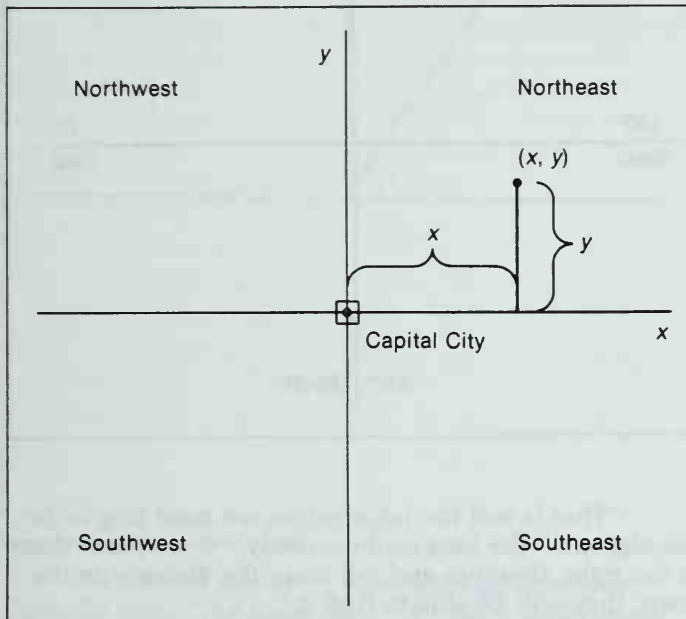 y
Northwest Northeast
(x, y)
x
y
Capital City
x
Southwest Southeast